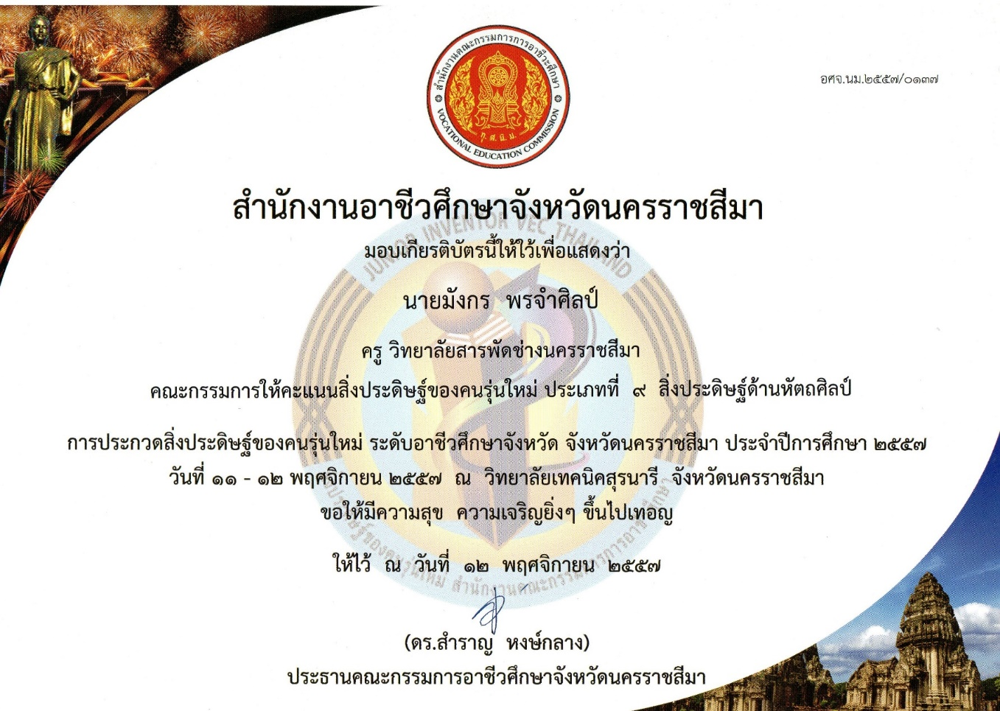 อศจ.นม.๒๕๕๗/๐๑๓๗
สำนักงานคณะกรรมการการอาชีวะศึกษา
ทุ. ส. นิ. ม.
VOCATIONAL EDUCATION COMMISSION
สำนักงานอาชีวศึกษาจังหวัดนครราชสีมา
JUNIOR INVENTOR VEC THAILAND
มอบเกียรติบัตรนี้ให้ใว้เพื่อแสดงว่า
นายมังกร พรจำศิลป์
ครู วิทยาลัยสารพัดช่างนครราชสีมา
คณะกรรมการให้คะแนนสิ่งประดิษฐ์ของคนรุ่นใหม่ ประเภทที่ ๙ สิ่งประดิษฐ์ด้านหัตถศิลป์
การประกวดสิ่งประดิษฐ์ของคนรุ่นใหม่ ระดับอาชีวศึกษาจังหวัด จังหวัดนครราชสีมา ประจำปีการศึกษา ๒๕๕๗
วันที่ ๑๑ - ๑๒ พฤศจิกายน ๒๕๕๗ ณ วิทยาลัยเทคนิคสุรนารี จังหวัดนครราชสีมา
ขอให้มีความสุข ความเจริญยิ่งๆ ขึ้นไปเทอญ
ให้ไว้ ณ วันที่ ๑๒ พฤศจิกายน ๒๕๕๗
(ดร.สำราญ หงษ์กลาง)
ประธานคณะกรรมการอาชีวศึกษาจังหวัดนครราชสีมา